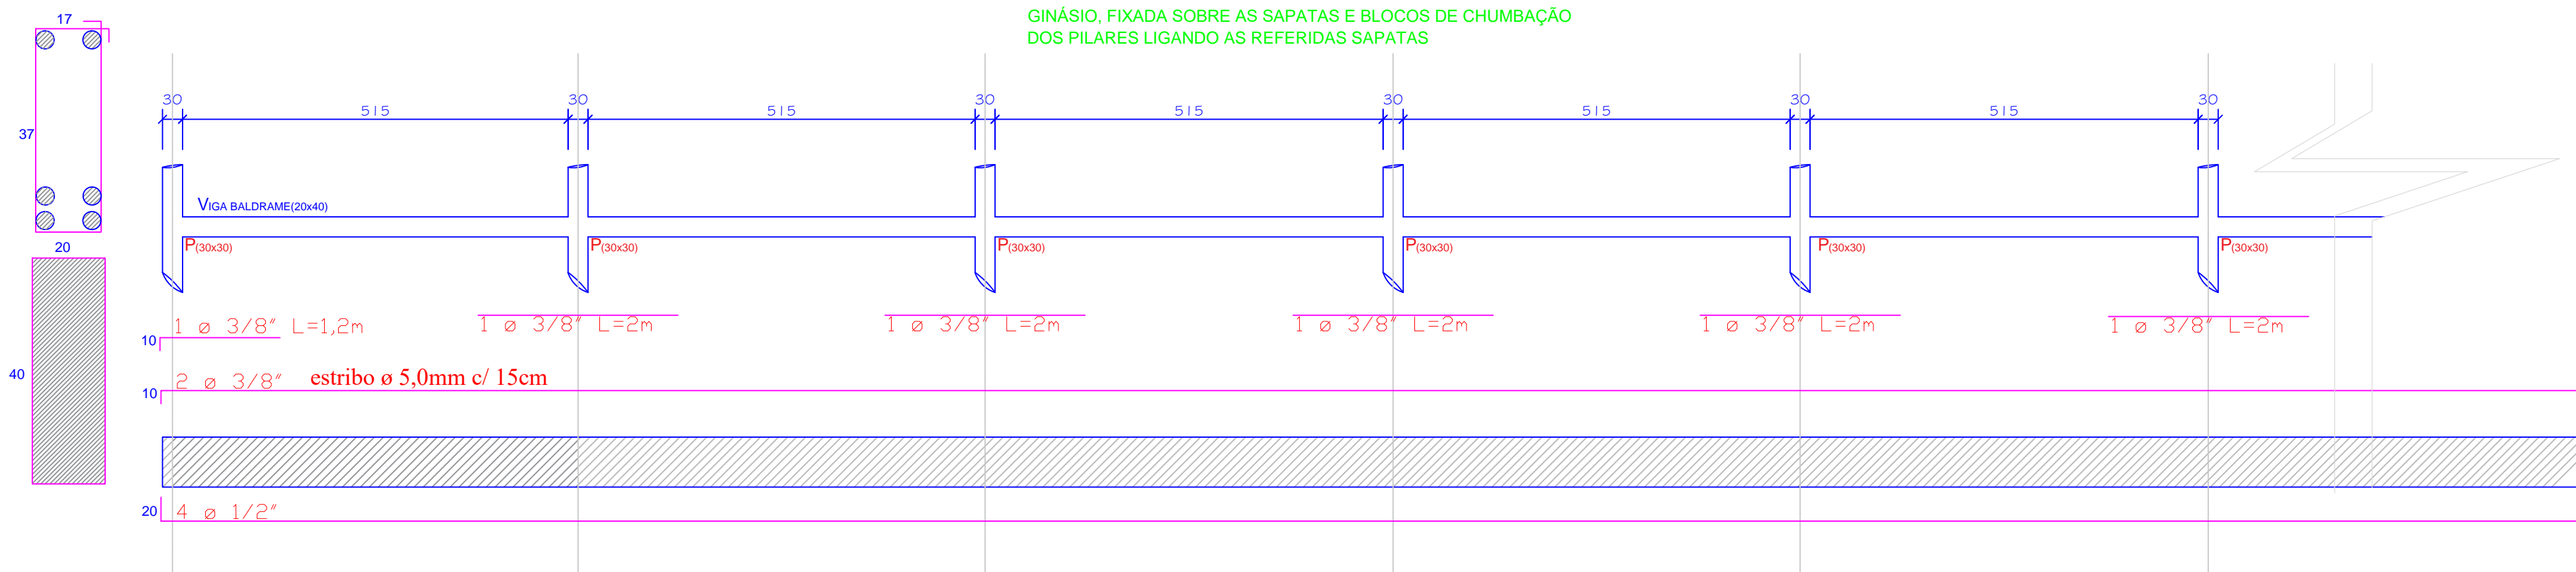 GINÁSIO, FIXADA SOBRE AS SAPATAS E BLOCOS DE CHUMBAÇÃO
DOS PILARES LIGANDO AS REFERIDAS SAPATAS
17
37
20
40
30 30 30 30 30 30
515 515 515 515 515
VIGA BALDRAME(20x40)
P(30x30) P(30x30) P(30x30) P(30x30) P(30x30) P(30x30)
1 ø 3/8" L=1,2m 1 ø 3/8" L=2m 1 ø 3/8" L=2m 1 ø 3/8" L=2m 1 ø 3/8" L=2m 1 ø 3/8" L=2m
10
2 ø 3/8" estribo ø 5,0mm c/ 15cm
10
20 4 ø 1/2"